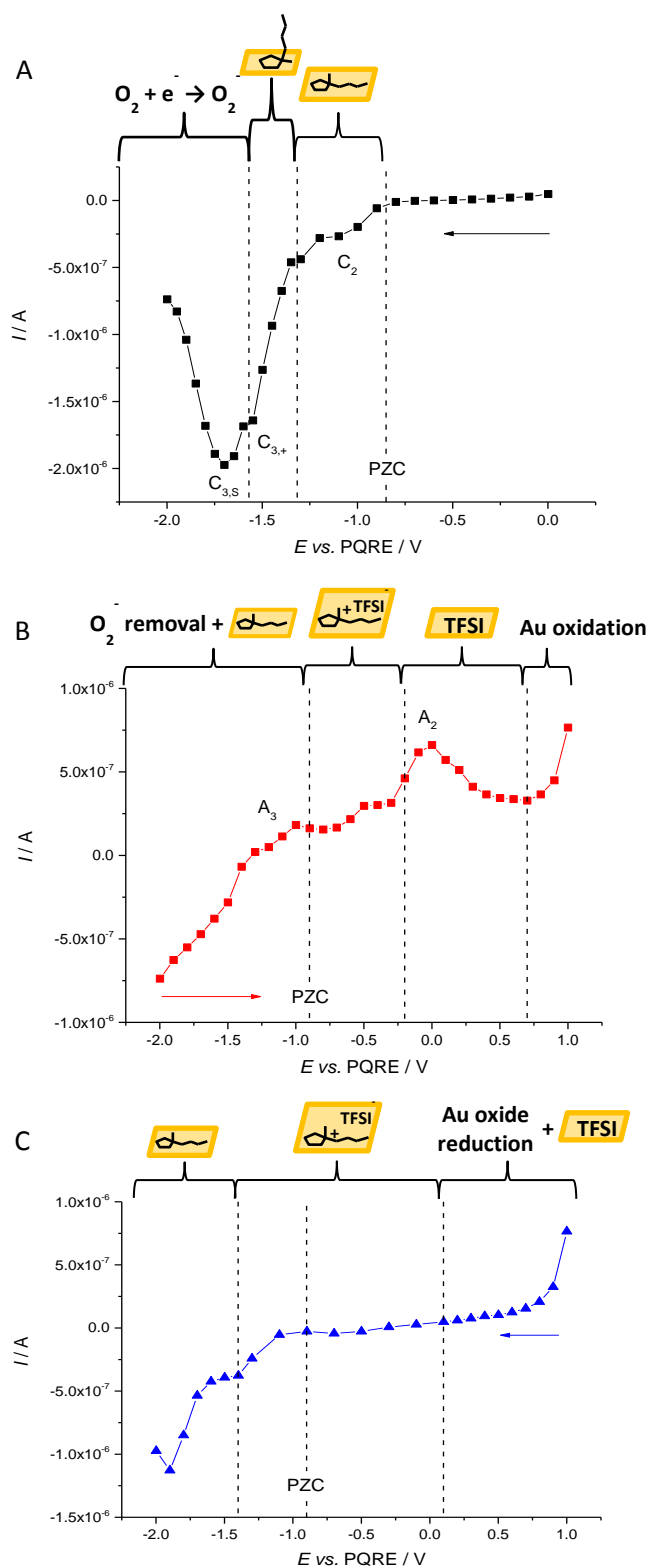 A
O₂ + e⁻ → O₂⁻
0.0
-5.0x10⁻⁷
-1.0x10⁻⁶
-1.5x10⁻⁶
-2.0x10⁻⁶
I / A
C₂
C₃,₊
C₃,S
PZC
-2.0 -1.5 -1.0 -0.5 0.0
E vs. PQRE / V
B
O₂⁻ removal +
+ TFSI⁻
TFSI⁻
Au oxidation
1.0x10⁻⁶
5.0x10⁻⁷
0.0
-5.0x10⁻⁷
-1.0x10⁻⁶
I / A
A₃
A₂
PZC
-2.0 -1.5 -1.0 -0.5 0.0 0.5 1.0
E vs. PQRE / V
C
TFSI⁻
+
Au oxide
reduction + TFSI⁻
1.0x10⁻⁶
5.0x10⁻⁷
0.0
-5.0x10⁻⁷
-1.0x10⁻⁶
-1.5x10⁻⁶
I / A
PZC
-2.0 -1.5 -1.0 -0.5 0.0 0.5 1.0
E vs. PQRE / V